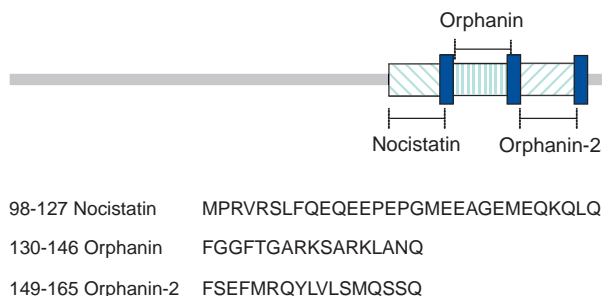 Orphanin
Nocistatin Orphanin-2
98-127 Nocistatin MPRVRSLFQEQEEPEPGMEEAGEMEQKQLQ
130-146 Orphanin FGGFTGARKSARKLANQ
149-165 Orphanin-2 FSEFMRQYLVLSMQSSQ